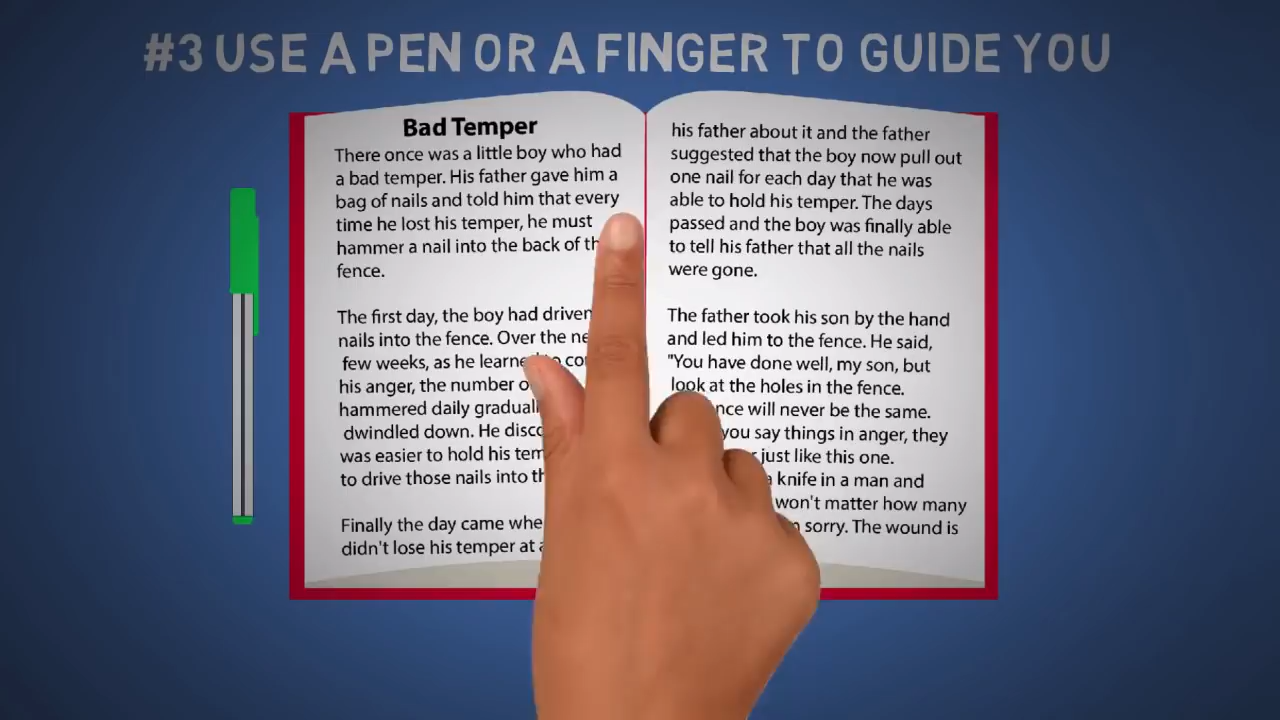 #3 USE A PEN OR A FINGER TO GUIDE YOU
Bad Temper
There once was a little boy who had
a bad temper. His father gave him a
bag of nails and told him that every
time he lost his temper, he must
hammer a nail into the back of
fence.
The first day, the boy had driven
nails into the fence. Over the
few weeks, as he
his anger, the number
hammered daily
dwindled down. He
was easier to hold his
to drive those nails into
Finally the day came
didn't lose his temper at
his father about it and the father
suggested that the boy now pull out
one nail for each day that he was
able to hold his temper. The days
passed and the boy was finally able
to tell his father that all the nails
were gone.
The father took his son by the hand
and led him to the fence. He said,
"You have done well, my son, but
look at the holes in the fence.
will never be the same.
you say things in anger, they
just like this one.
knife in a man and
won't matter how many
sorry. The wound is